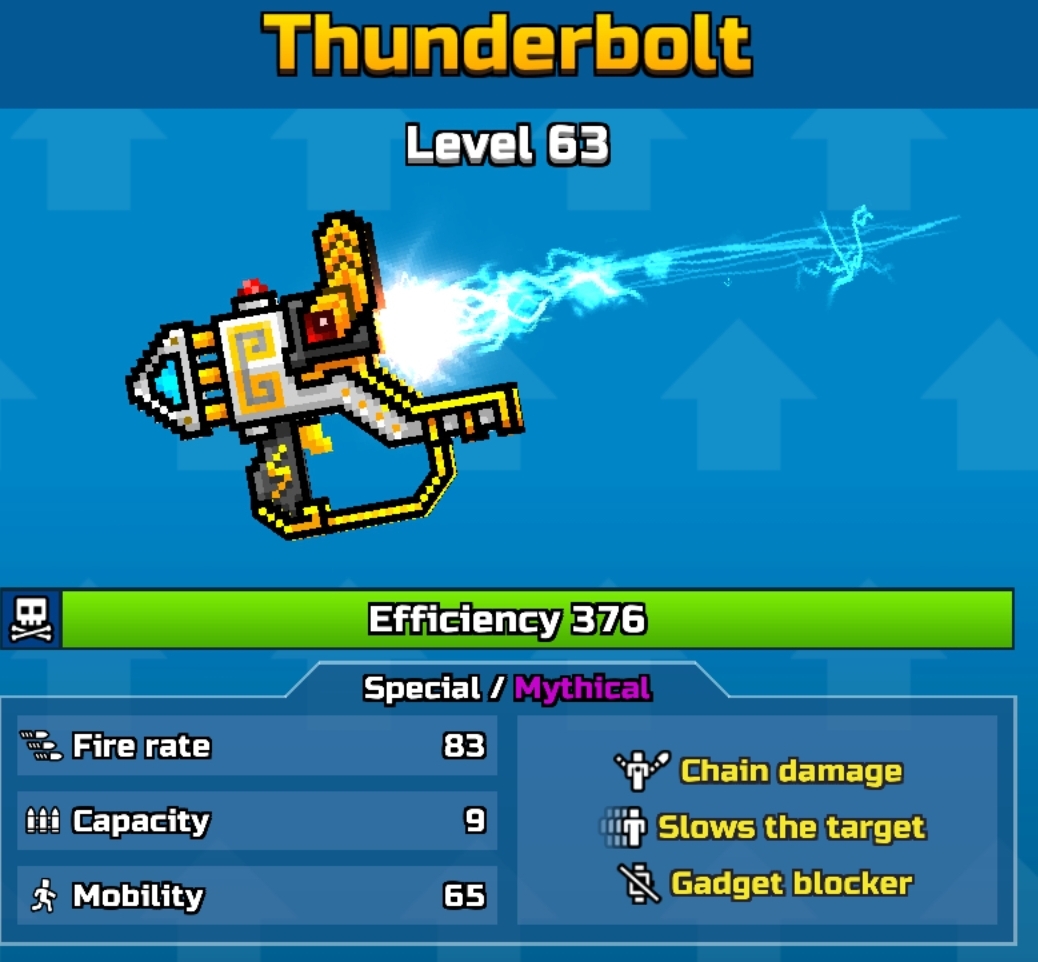 Thunderbolt
Level 63
Efficiency 376
Special / Mythical
Fire rate 83
Capacity 9
Mobility 65
Chain damage
Slows the target
Gadget blocker